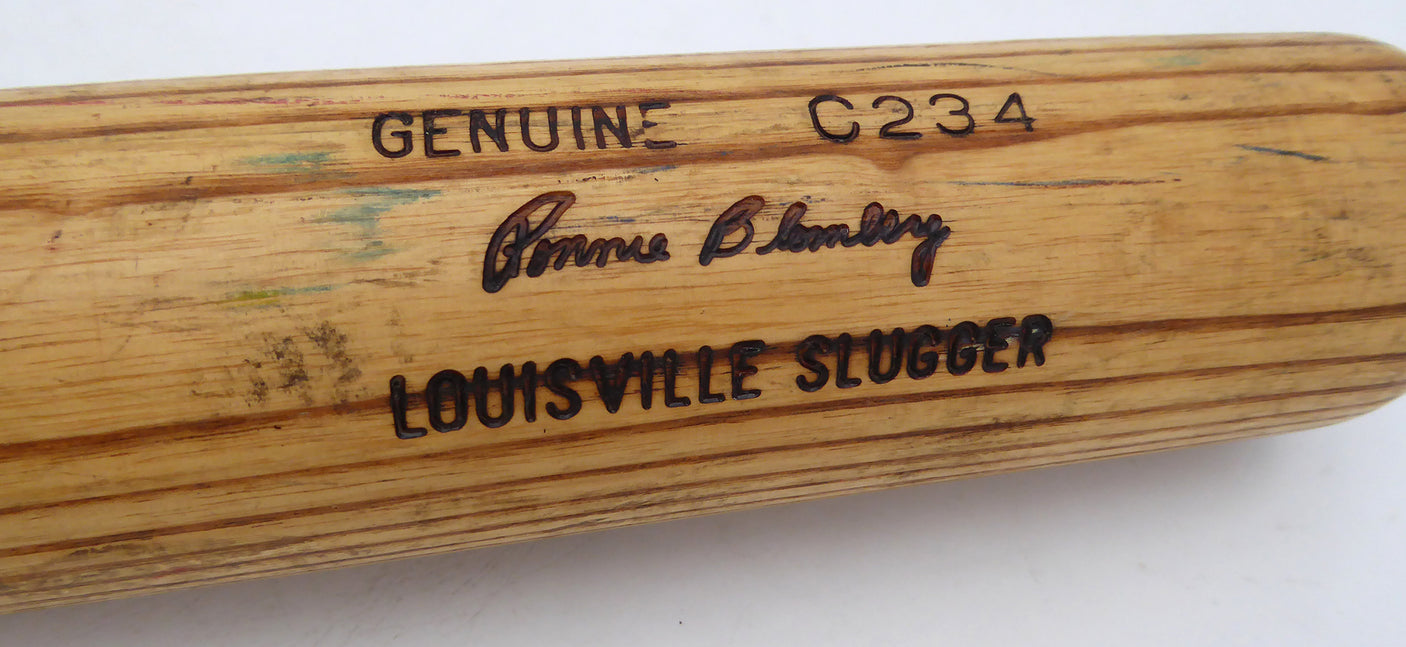 GENUINE C234
Ronnie Blomberg
LOUISVILLE SLUGGER